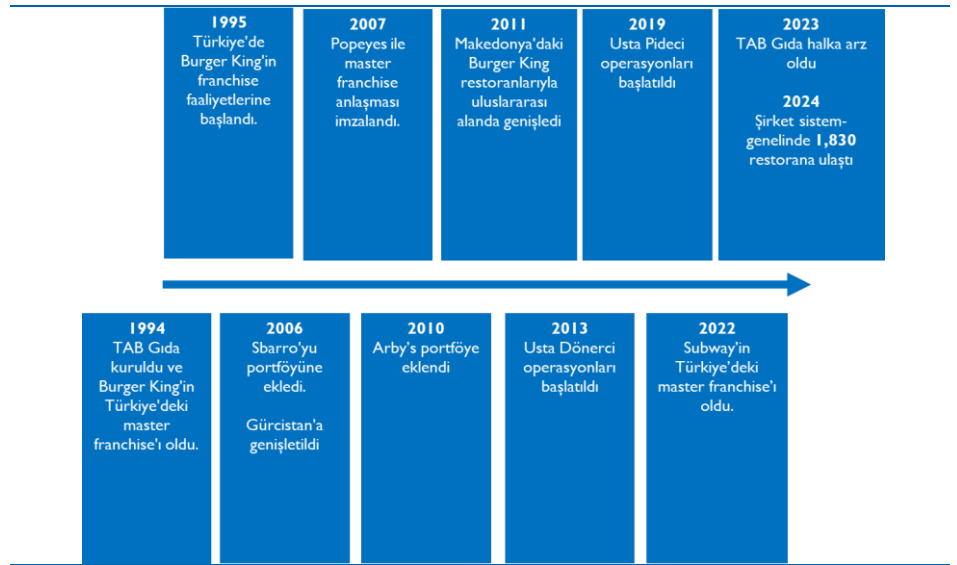 1995
Türkiye'de
Burger King'in
franchise
faaliyetlerine
başlandı.
2007
Popeyes ile
master
franchise
anlaşması
imzalandı.
2011
Makedonya'daki
Burger King
restoranlarıyla
uluslararası
alanda genişledi
2019
Usta Pideci
operasyonları
başlatıldı
2023
TAB Gıda halka arz
oldu
2024
Şirket sistem-
genelinde 1,830
restorana ulaştı
1994
TAB Gıda
kuruldu ve
Burger King'in
Türkiye'deki
master
franchise'ı oldu.
2006
Sbarro'yu
portföyüne
ekledi.
Gürcistan'a
genişletildi
2010
Arby's portföye
eklendi
2013
Usta Dönerci
operasyonları
başlatıldı
2022
Subway'in
Türkiye'deki
master franchise'ı
oldu.